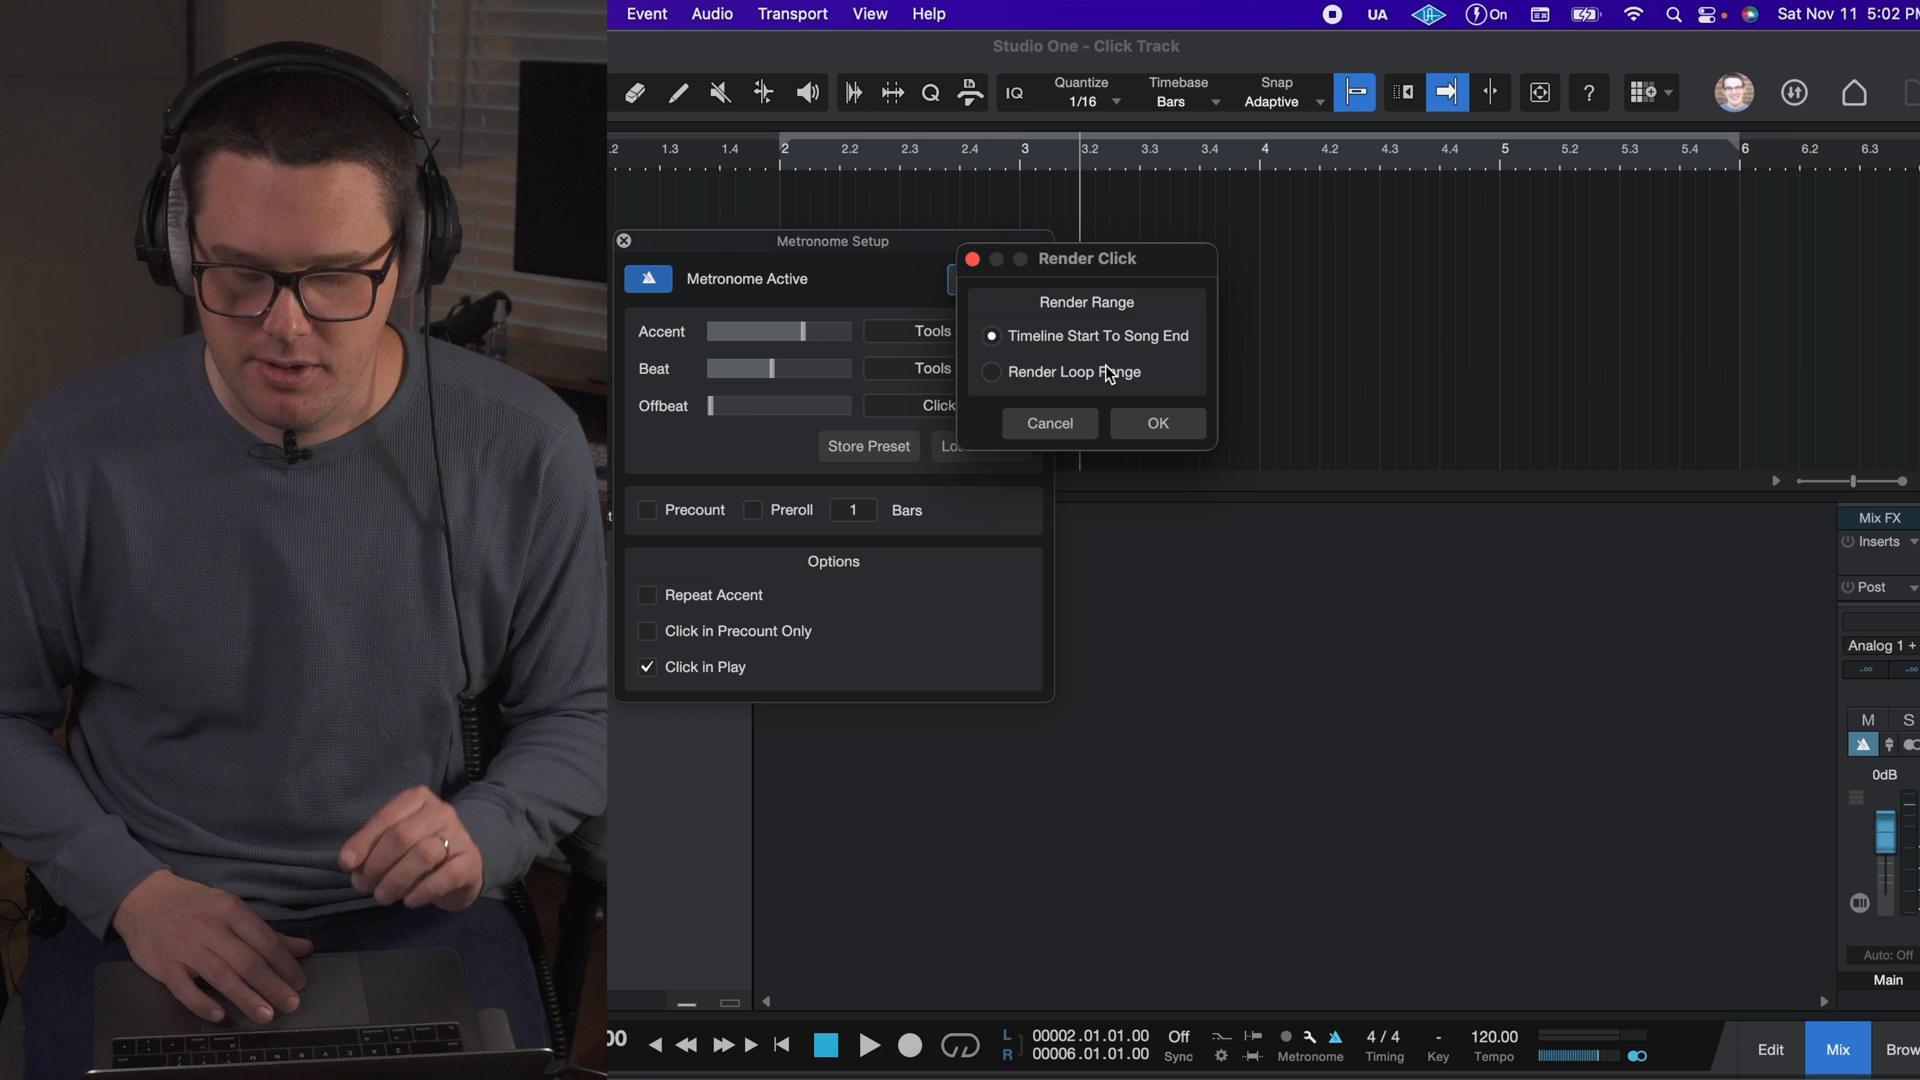 Event Audio Transport View Help
UA On Sat Nov 11 5:02
Studio One - Click Track
Quantize Timebase Snap
IQ 1/16 Bars Adaptive ?
.2 1.3 1.4 2 2.2 2.3 2.4 3 3.2 3.3 3.4 4 4.2 4.3 4.4 5 5.2 5.3 5.4 6 6.2 6.3
Metronome Setup
Metronome Active
Accent Tools
Beat Tools
Offbeat Click
Store Preset
Precount Preroll 1 Bars
Options
Repeat Accent
Click in Precount Only
Click in Play
Render Click
Render Range
Timeline Start To Song End
Render Loop Range
Cancel OK
Mix FX
Inserts
Post
Analog 1 +
-∞ -∞
M S
0dB
Auto: Off
Main
00 L 00002.01.01.00 Off 4 / 4 - 120.00
R 00006.01.01.00 Sync Metronome Timing Key Tempo
Edit Mix Brow